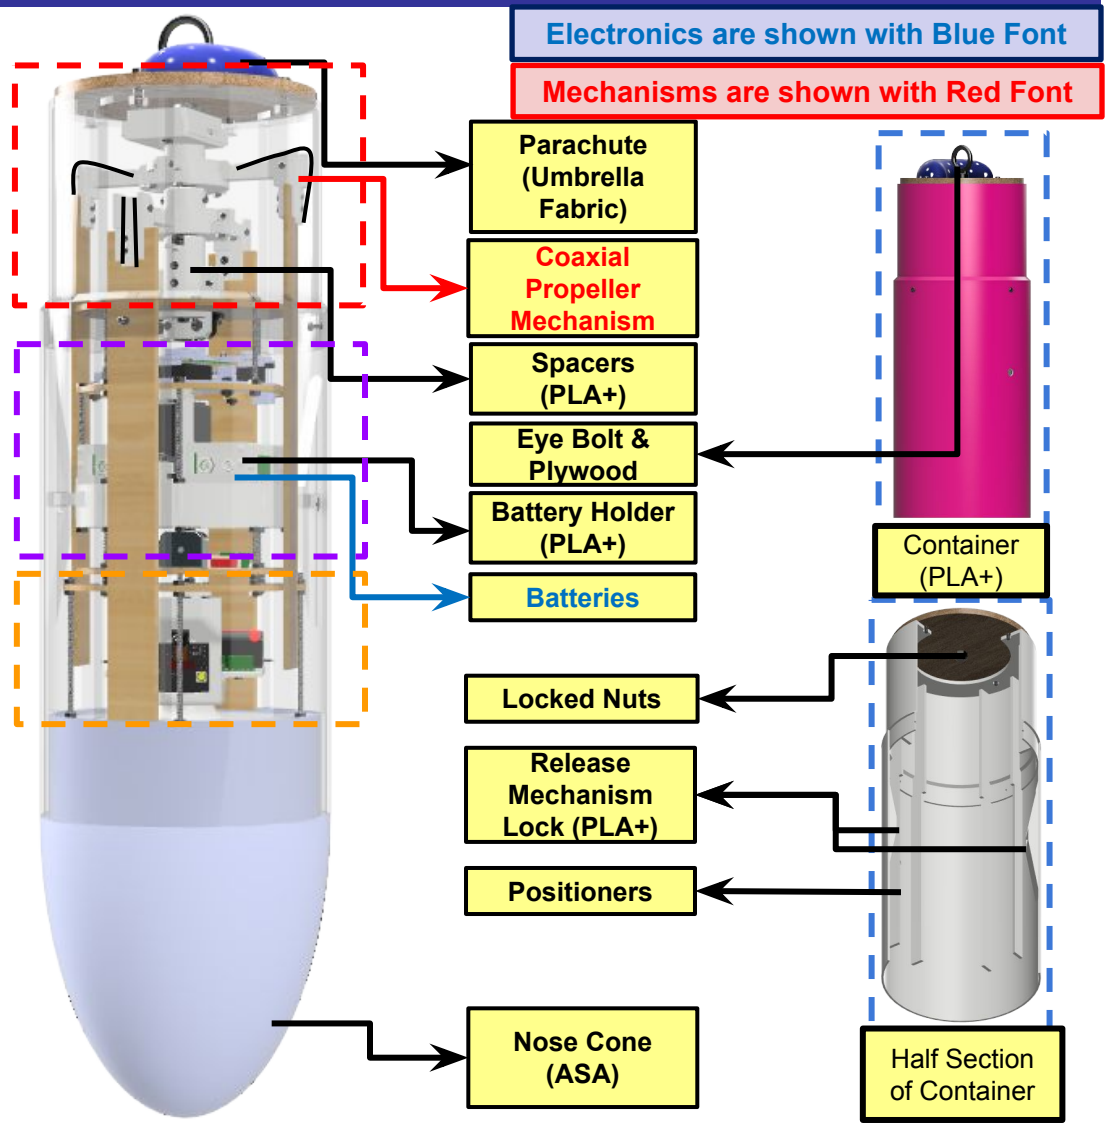 Electronics are shown with Blue Font
Mechanisms are shown with Red Font
Parachute
(Umbrella
Fabric)
Coaxial
Propeller
Mechanism
Spacers
(PLA+)
Eye Bolt &
Plywood
Battery Holder
(PLA+)
Batteries
Container
(PLA+)
Locked Nuts
Release
Mechanism
Lock (PLA+)
Positioners
Nose Cone
(ASA)
Half Section
of Container